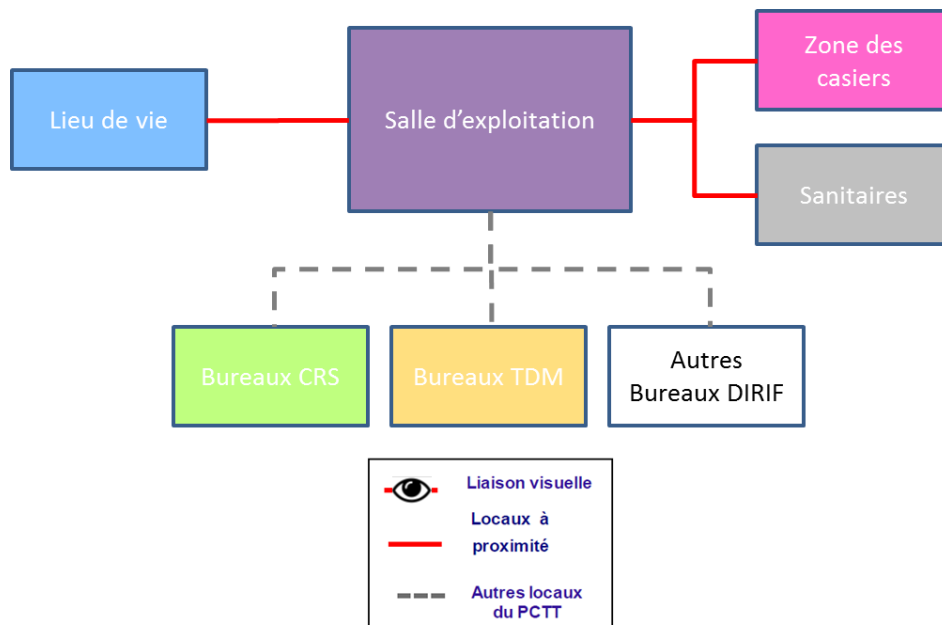 Zone des
casiers
Lieu de vie
Salle d’exploitation
Sanitaires
Bureaux CRS
Bureaux TDM
Autres
Bureaux DIRIF
Liaison visuelle
Locaux à
proximité
Autres locaux
du PCTT